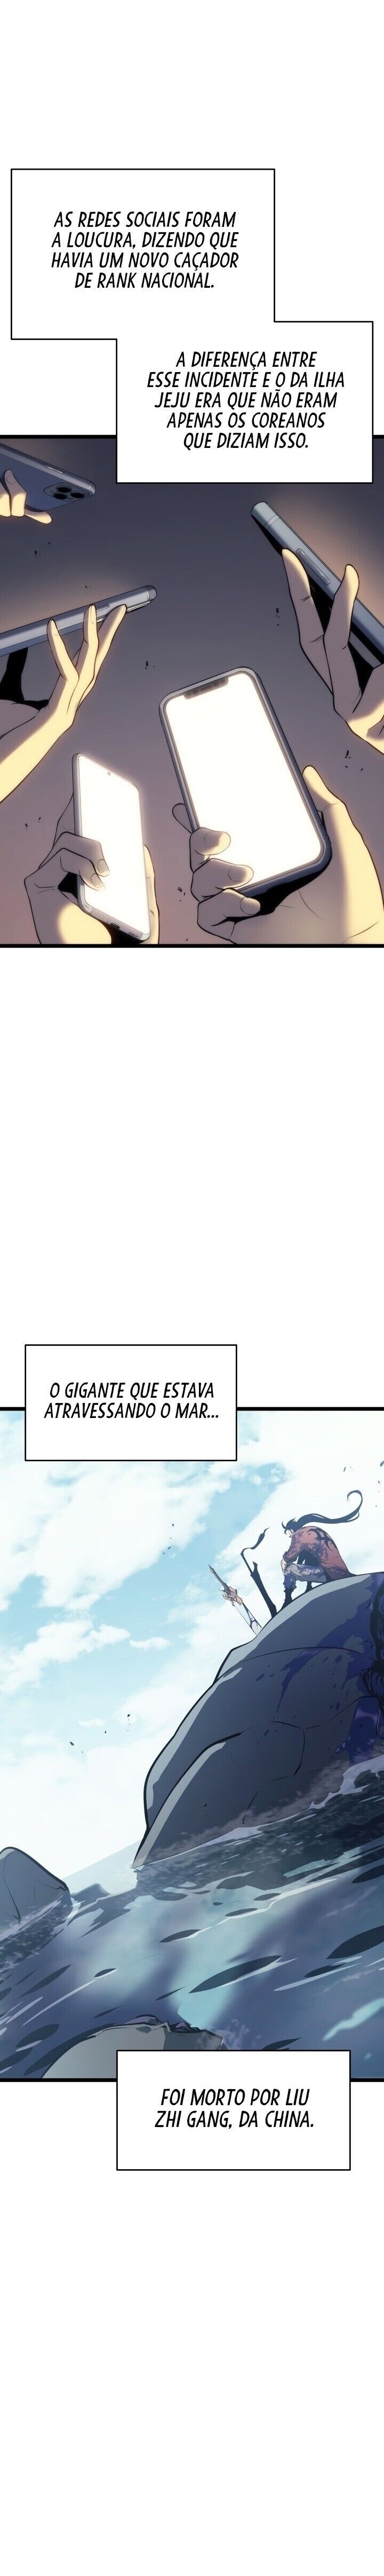 AS REDES SOCIAIS FORAM
A LOUCURA, DIZENDO QUE
HAVIA UM NOVO CAÇADOR
DE RANK NACIONAL.
A DIFERENÇA ENTRE
ESSE INCIDENTE E O DA ILHA
JEJU ERA QUE NÃO ERAM
APENAS OS COREANOS
QUE DIZIAM ISSO.
O GIGANTE QUE ESTAVA
ATRAVESSANDO O MAR...
FOI MORTO POR LIU
ZHI GANG, DA CHINA.